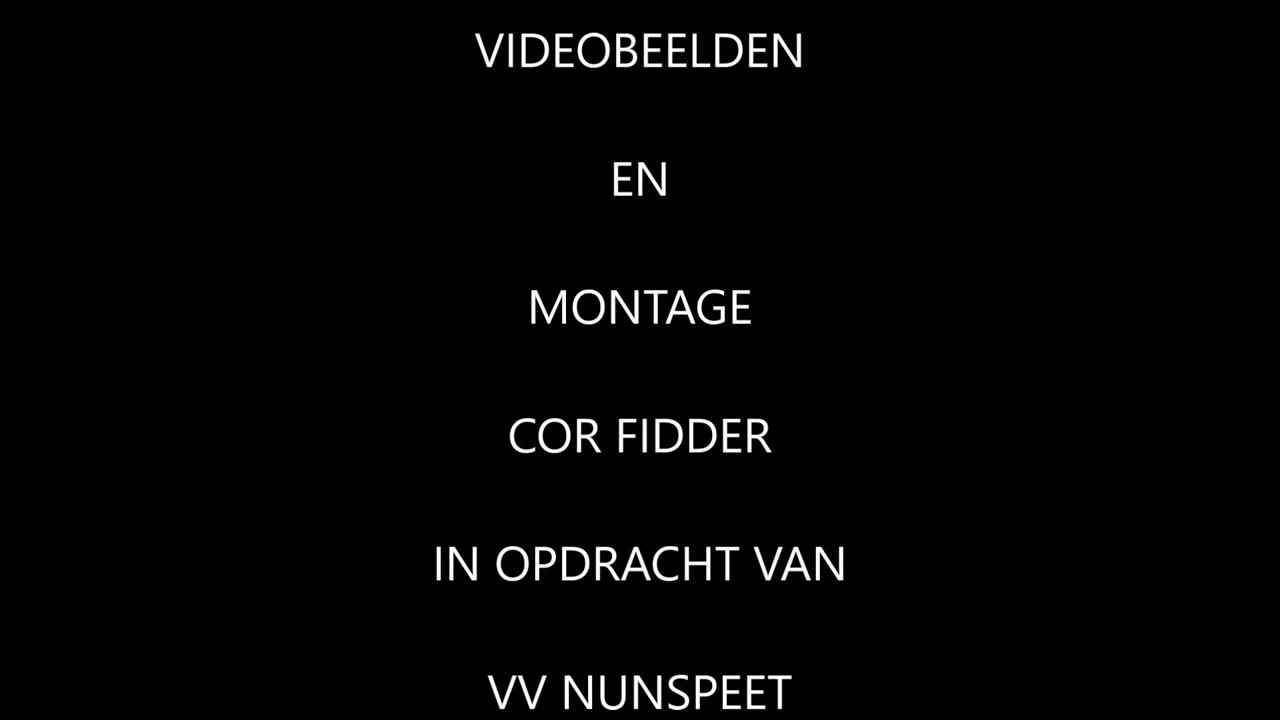 VIDEOBEELDEN
EN
MONTAGE
COR FIDDER
IN OPDRACHT VAN
VV NUNSPEET